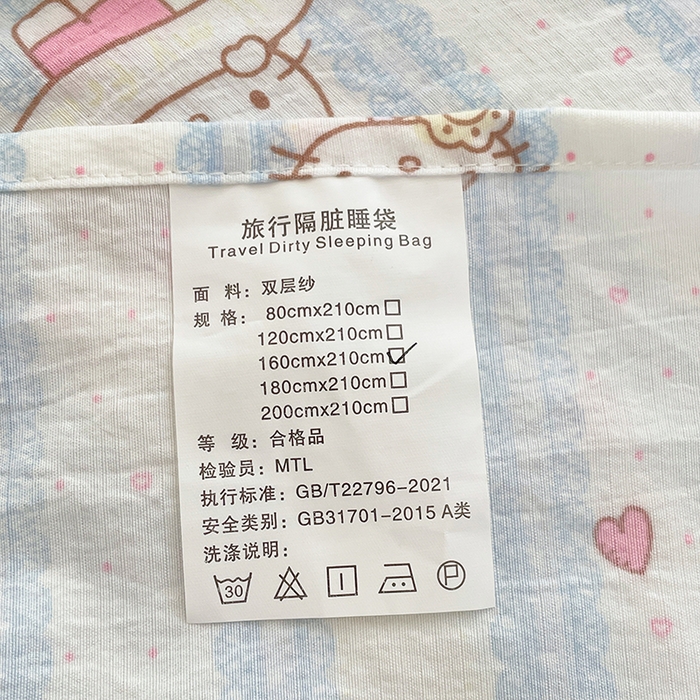 旅行隔脏睡袋
Travel Dirty Sleeping Bag
面 料：双层纱
规 格：80cmx210cm
120cmx210cm
160cmx210cm
180cmx210cm
200cmx210cm
等 级：合格品
检验员：MTL
执行标准：GB/T22796-2021
安全类别：GB31701-2015 A类
洗涤说明：
30 P